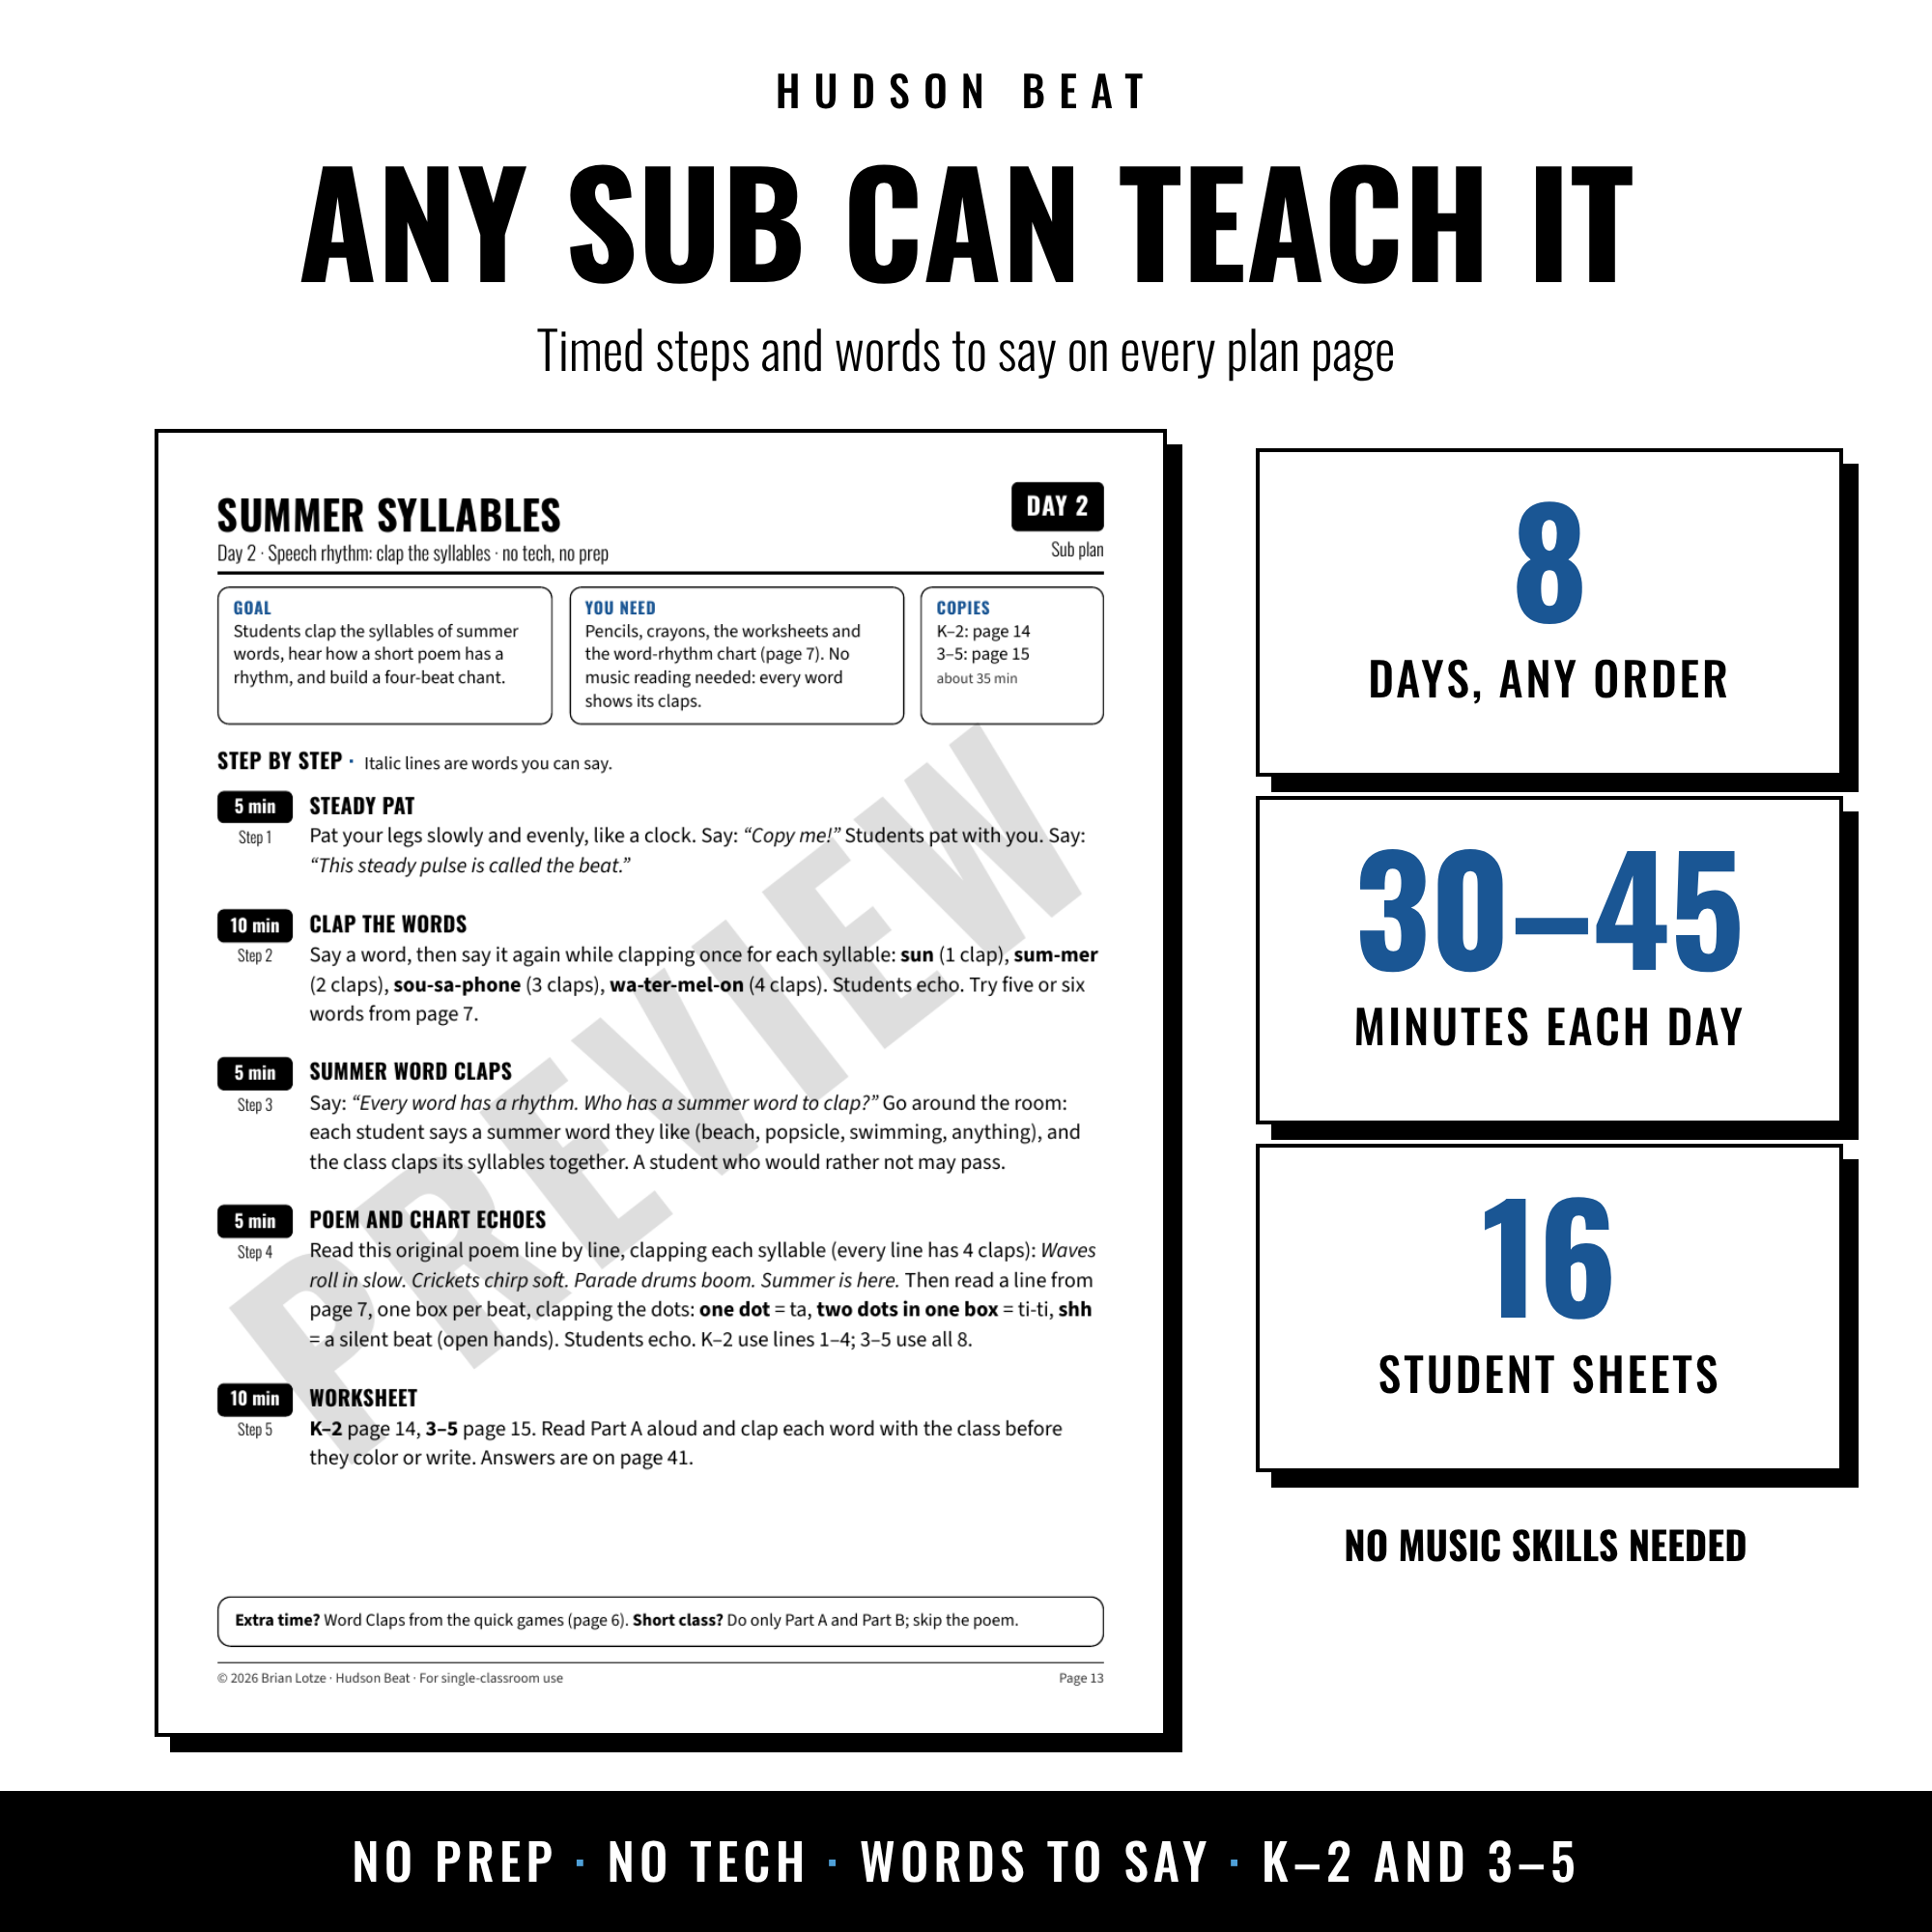 HUDSON BEAT
ANY SUB CAN TEACH IT
Timed steps and words to say on every plan page
SUMMER SYLLABLES
Day 2 · Speech rhythm: clap the syllables · no tech, no prep
DAY 2
Sub plan
GOAL
Students clap the syllables of summer
words, hear how a short poem has a
rhythm, and build a four-beat chant.
YOU NEED
Pencils, crayons, the worksheets and
the word-rhythm chart (page 7). No
music reading needed: every word
shows its claps.
COPIES
K–2: page 14
3–5: page 15
about 35 min
STEP BY STEP · Italic lines are words you can say.
5 min
Step 1
STEADY PAT
Pat your legs slowly and evenly, like a clock. Say: “Copy me!” Students pat with you. Say:
“This steady pulse is called the beat.”
10 min
Step 2
CLAP THE WORDS
Say a word, then say it again while clapping once for each syllable: sun (1 clap), sum-mer
(2 claps), sou-sa-phone (3 claps), wa-ter-mel-on (4 claps). Students echo. Try five or six
words from page 7.
5 min
Step 3
SUMMER WORD CLAPS
Say: “Every word has a rhythm. Who has a summer word to clap?” Go around the room:
each student says a summer word they like (beach, popsicle, swimming, anything), and
the class claps its syllables together. A student who would rather not may pass.
5 min
Step 4
POEM AND CHART ECHOES
Read this original poem line by line, clapping each syllable (every line has 4 claps): Waves
roll in slow. Crickets chirp soft. Parade drums boom. Summer is here. Then read a line from
page 7, one box per beat, clapping the dots: one dot = ta, two dots in one box = ti-ti, shh
= a silent beat (open hands). Students echo. K–2 use lines 1–4; 3–5 use all 8.
10 min
Step 5
WORKSHEET
K–2 page 14, 3–5 page 15. Read Part A aloud and clap each word with the class before
they color or write. Answers are on page 41.
Extra time? Word Claps from the quick games (page 6). Short class? Do only Part A and Part B; skip the poem.
© 2026 Brian Lotze · Hudson Beat · For single-classroom use
Page 13
PREVIEW
8
DAYS, ANY ORDER
30–45
MINUTES EACH DAY
16
STUDENT SHEETS
NO MUSIC SKILLS NEEDED
NO PREP · NO TECH · WORDS TO SAY · K–2 AND 3–5